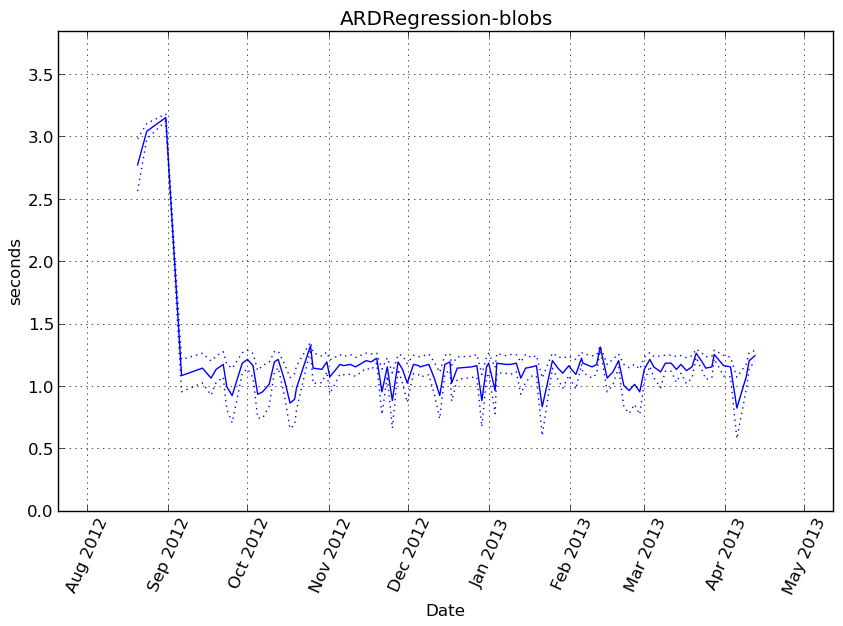 ARDRegression-blobs
3.5
3.0
2.5
2.0
1.5
1.0
0.5
0.0
seconds
Aug 2012
Sep 2012
Oct 2012
Nov 2012
Dec 2012
Jan 2013
Feb 2013
Mar 2013
Apr 2013
May 2013
Date